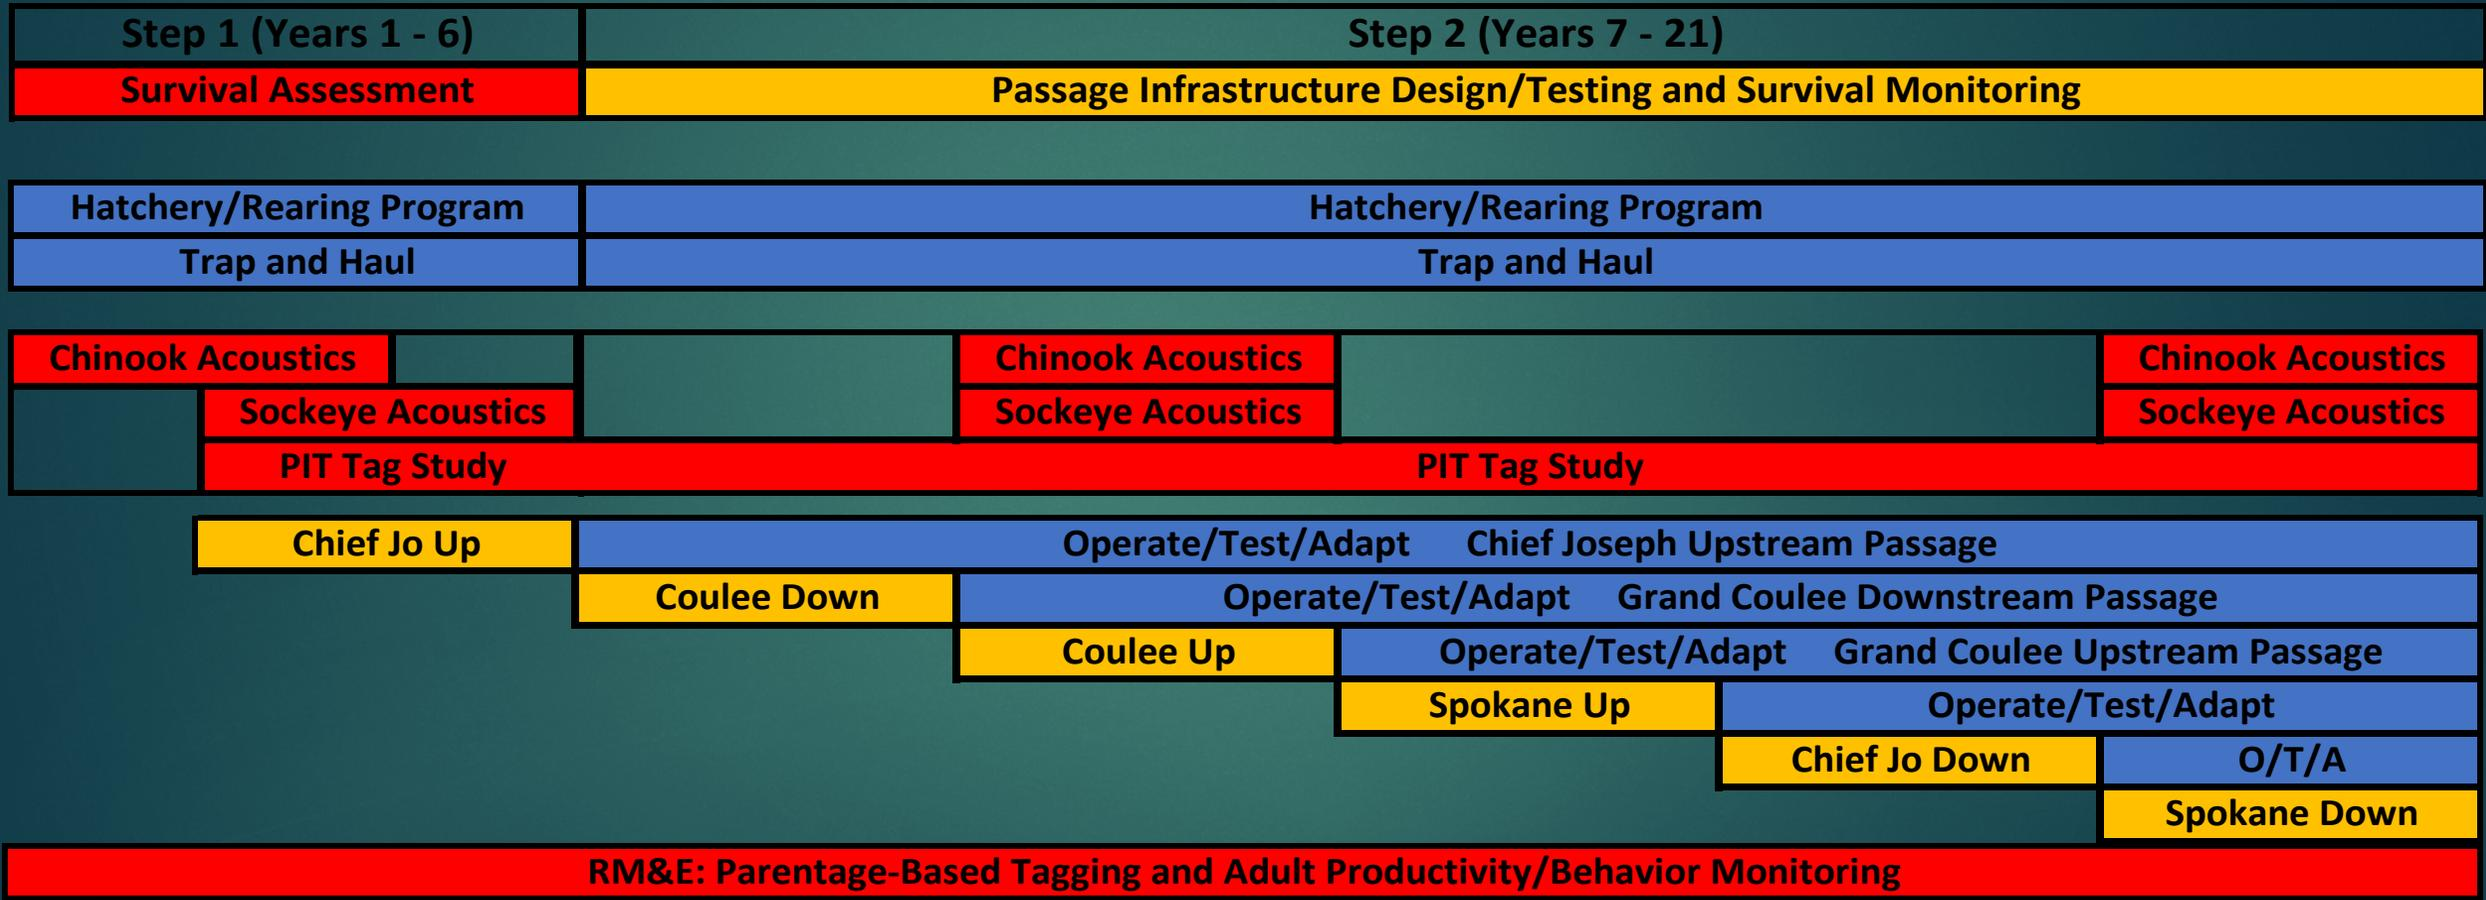 Step 1 (Years 1 - 6)
Step 2 (Years 7 - 21)
Survival Assessment
Passage Infrastructure Design/Testing and Survival Monitoring
Hatchery/Rearing Program
Hatchery/Rearing Program
Trap and Haul
Trap and Haul
Chinook Acoustics
Chinook Acoustics
Chinook Acoustics
Sockeye Acoustics
Sockeye Acoustics
Sockeye Acoustics
PIT Tag Study
PIT Tag Study
Chief Jo Up
Operate/Test/Adapt Chief Joseph Upstream Passage
Coulee Down
Operate/Test/Adapt Grand Coulee Downstream Passage
Coulee Up
Operate/Test/Adapt Grand Coulee Upstream Passage
Spokane Up
Operate/Test/Adapt
Chief Jo Down
O/T/A
Spokane Down
RM&E: Parentage-Based Tagging and Adult Productivity/Behavior Monitoring